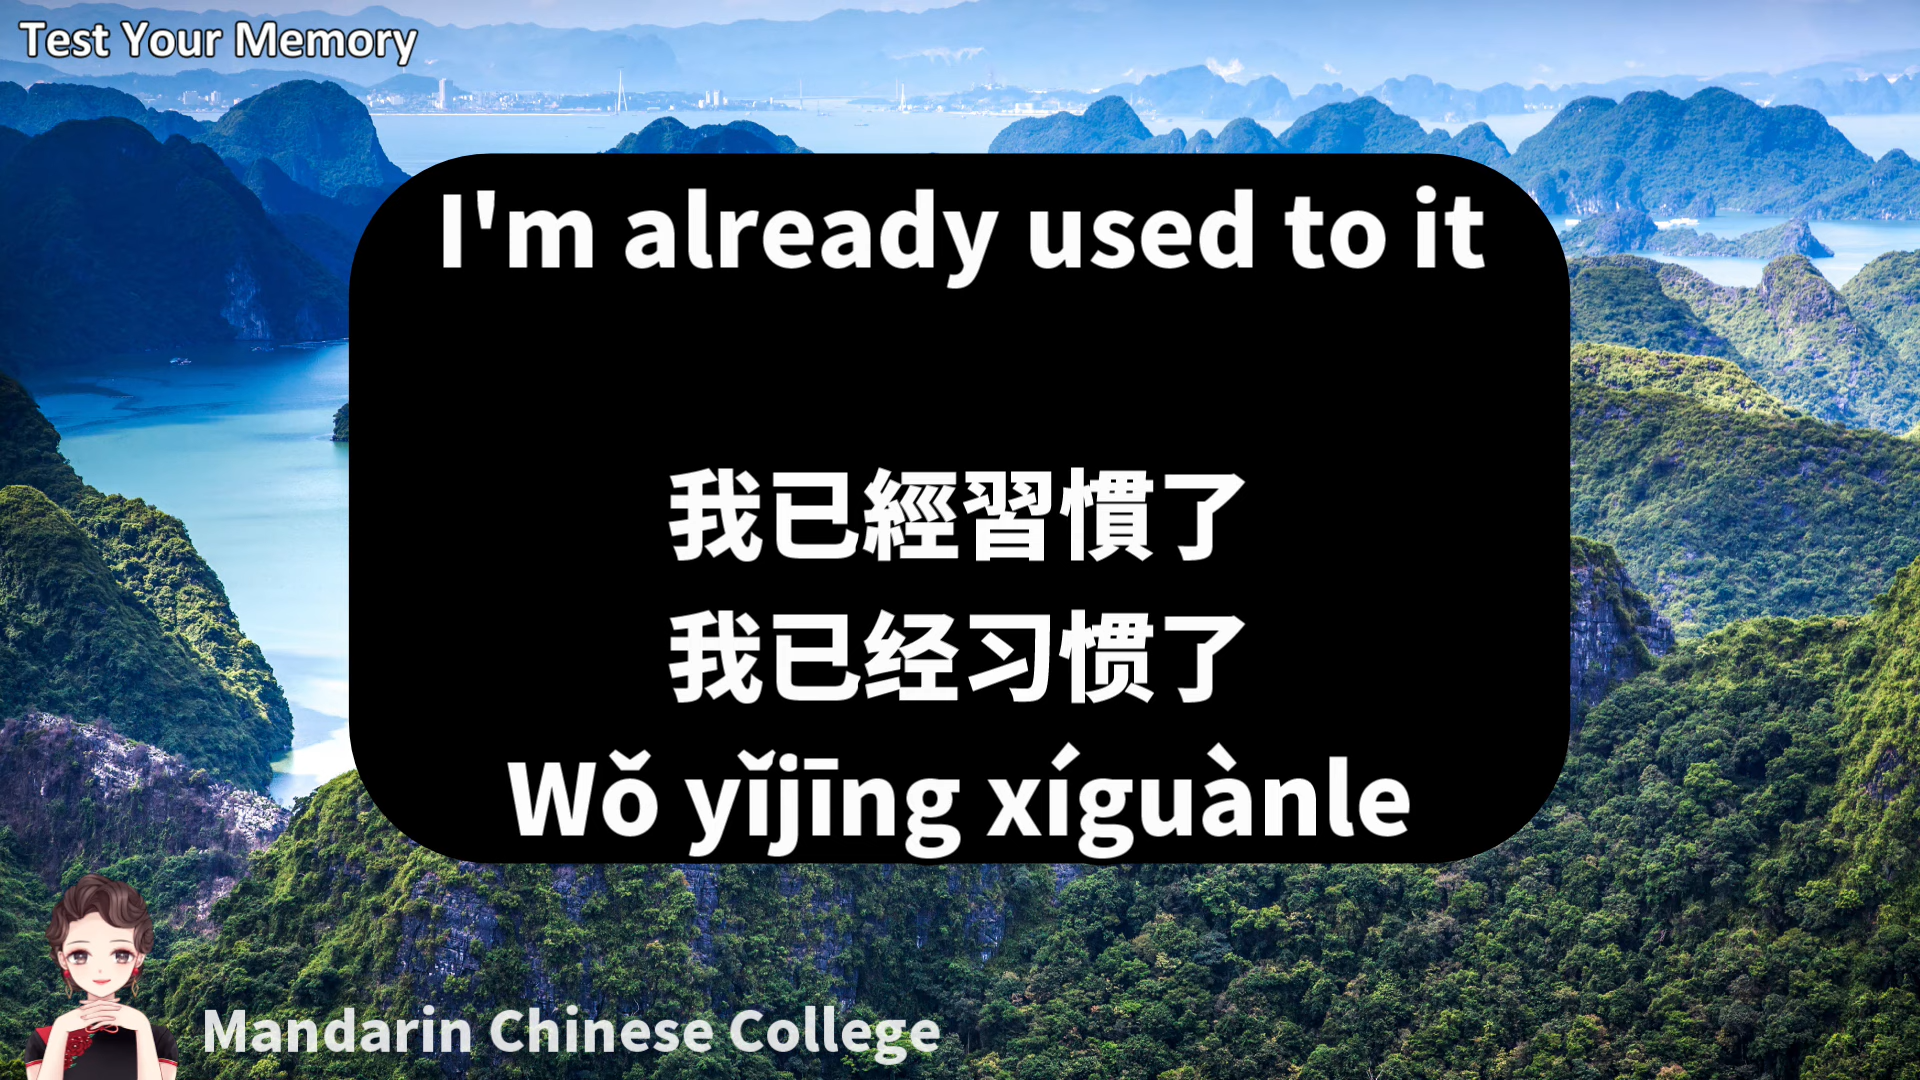 Test Your Memory
I'm already used to it
我已經習慣了
我已经习惯了
Wǒ yǐjīng xíguànle
Mandarin Chinese College